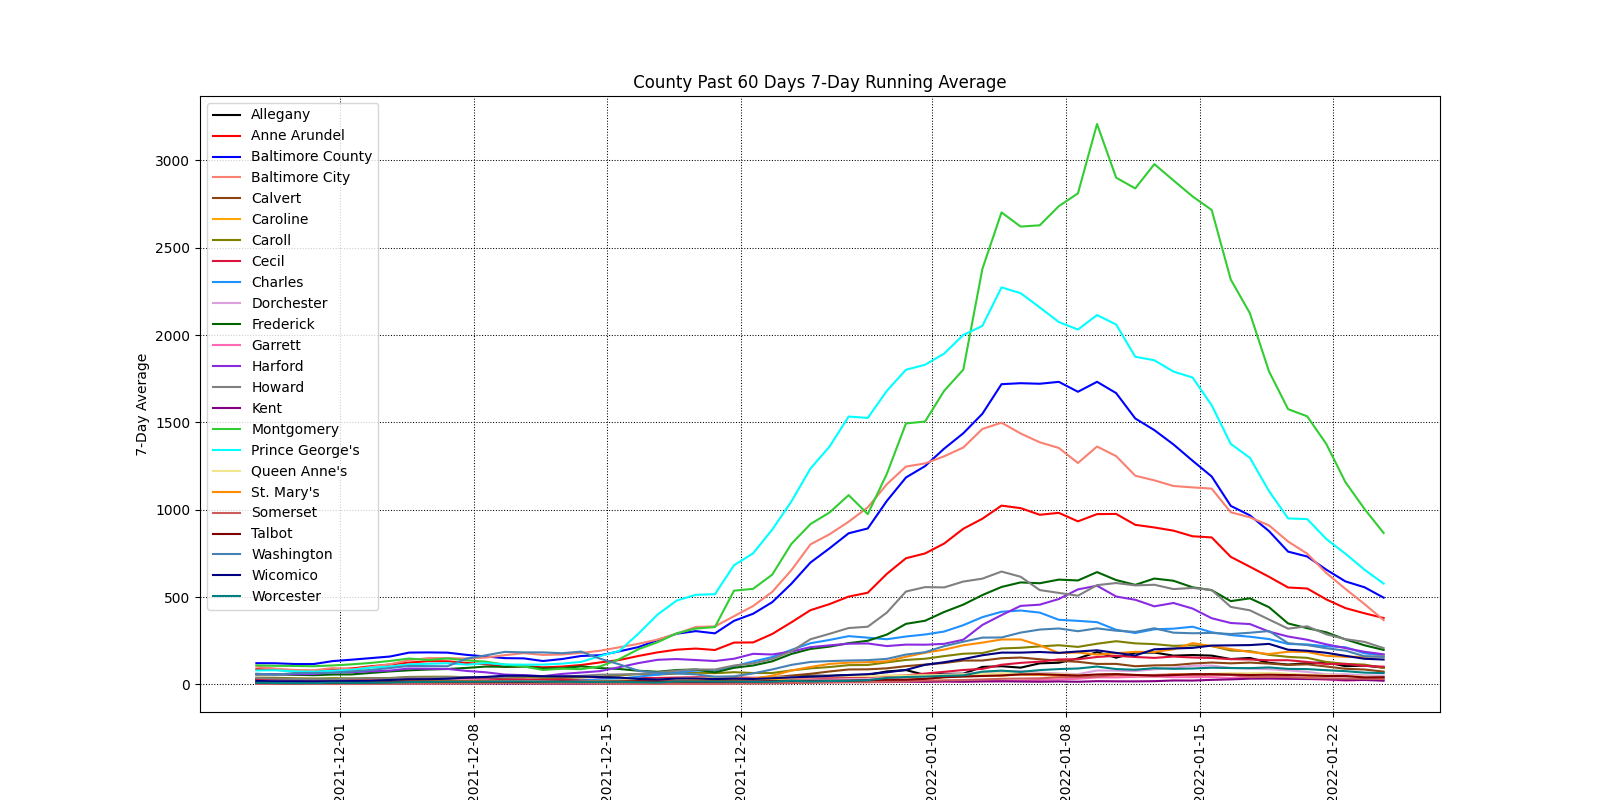 County Past 60 Days 7-Day Running Average
7-Day Average
3000
2500
2000
1500
1000
500
0
Allegany
Anne Arundel
Baltimore County
Baltimore City
Calvert
Caroline
Caroll
Cecil
Charles
Dorchester
Frederick
Garrett
Harford
Howard
Kent
Montgomery
Prince George's
Queen Anne's
St. Mary's
Somerset
Talbot
Washington
Wicomico
Worcester
2021-12-01
2021-12-08
2021-12-15
2021-12-22
2022-01-01
2022-01-08
2022-01-15
2022-01-22